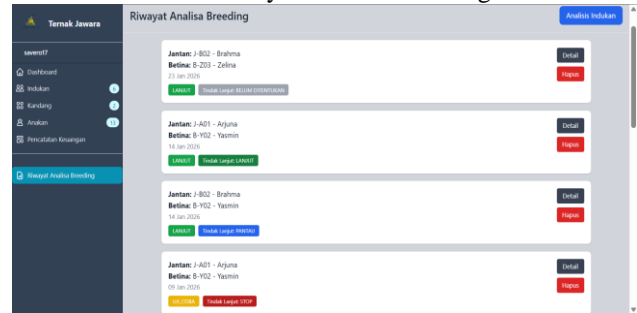 Ternak Jawara
Riwayat Analisa Breeding
Analisis Indukan
savero17
Dashboard
Indukan 6
Kandang 2
Anakan 13
Pencatatan Keuangan
Riwayat Analisa Breeding
Jantan: J-B02 - Brahma
Betina: B-Z03 - Zelina
23 Jan 2026
LANJUT Tindak Lanjut: BELUM DITENTUKAN
Detail
Hapus
Jantan: J-A01 - Arjuna
Betina: B-Y02 - Yasmin
14 Jan 2026
LANJUT Tindak Lanjut: LANJUT
Detail
Hapus
Jantan: J-B02 - Brahma
Betina: B-Y02 - Yasmin
14 Jan 2026
LANJUT Tindak Lanjut: PANTAU
Detail
Hapus
Jantan: J-A01 - Arjuna
Betina: B-Y02 - Yasmin
09 Jan 2026
Tindak Lanjut: STOP
Detail
Hapus